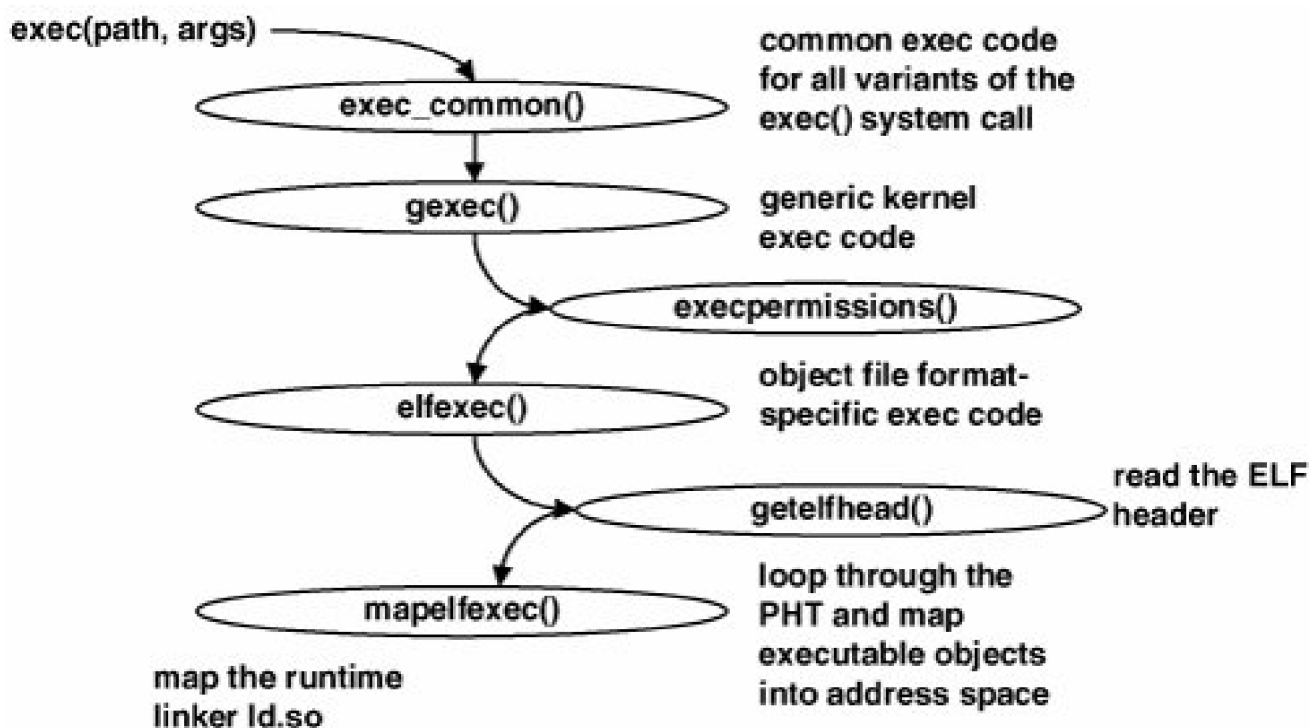 exec(path, args)
common exec code
for all variants of the
exec() system call
exec_common()
gexec()
generic kernel
exec code
execpermissions()
elfexec()
object file format-
specific exec code
getelfhead()
read the ELF
header
mapelfexec()
loop through the
PHT and map
executable objects
into address space
map the runtime
linker ld.so